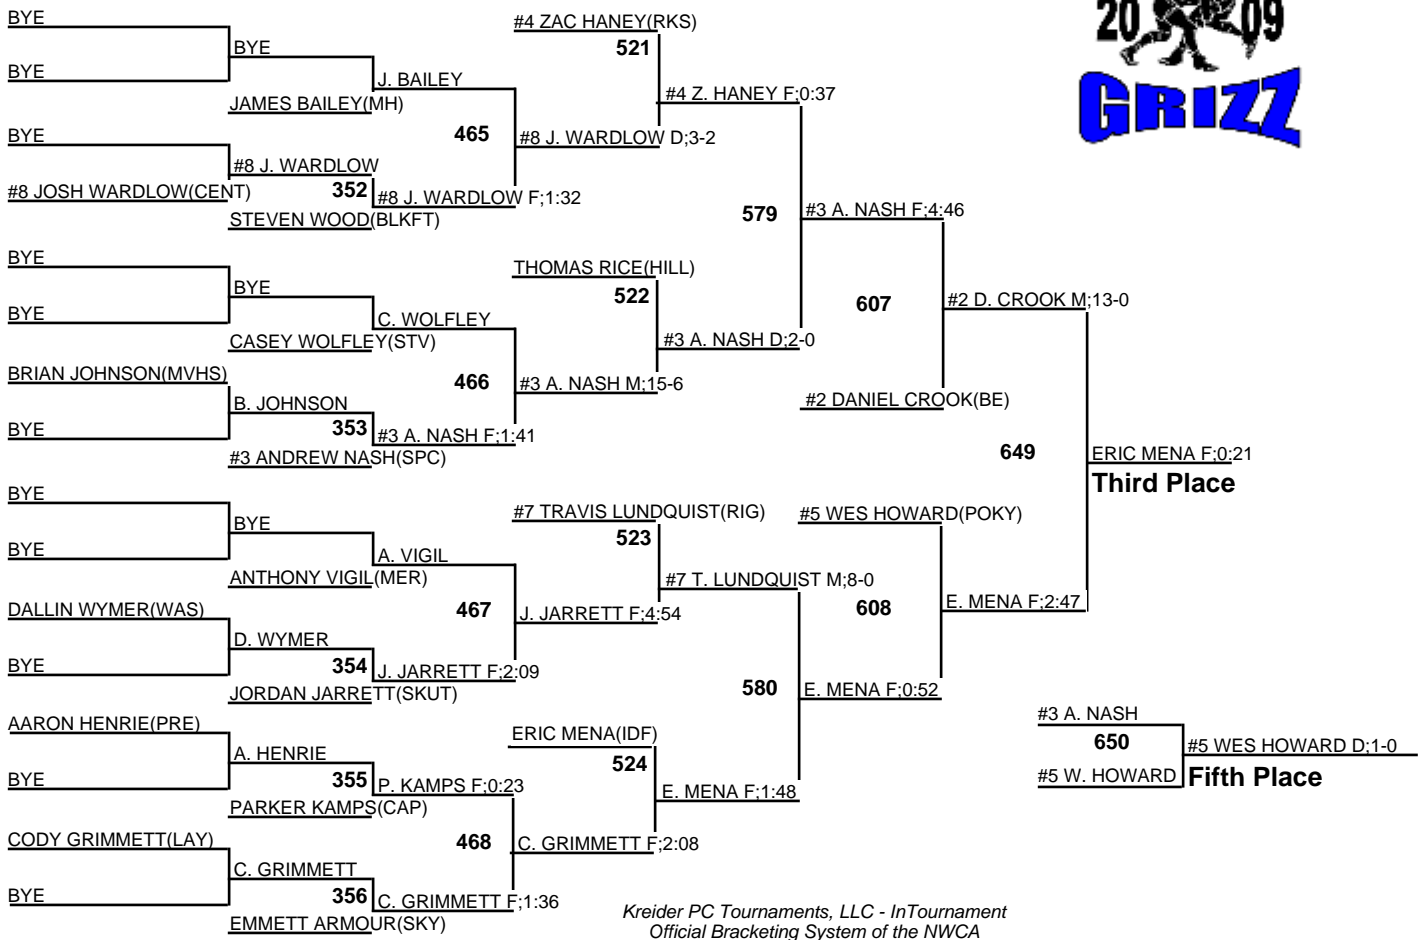 BYE
#4 ZAC HANEY(RKS)
20 09
521
BYE
BYE
J. BAILEY
#4 Z. HANEY F;0:37
GRIZZ
JAMES BAILEY(MH)
BYE
465
#8 J. WARDLOW D;3-2
#8 J. WARDLOW
#8 JOSH WARDLOW(CENT)
352
#8 J. WARDLOW F;1:32
STEVEN WOOD(BLKFT)
579
#3 A. NASH F;4:46
BYE
THOMAS RICE(HILL)
BYE
522
607
#2 D. CROOK M;13-0
BYE
C. WOLFLEY
CASEY WOLFLEY(STV)
#3 A. NASH D;2-0
BRIAN JOHNSON(MVHS)
466
#3 A. NASH M;15-6
B. JOHNSON
#2 DANIEL CROOK(BE)
BYE
353
#3 A. NASH F;1:41
#3 ANDREW NASH(SPC)
649
ERIC MENA F;0:21
Third Place
BYE
#7 TRAVIS LUNDQUIST(RIG)
#5 WES HOWARD(POKY)
BYE
523
BYE
A. VIGIL
ANTHONY VIGIL(MER)
#7 T. LUNDQUIST M;8-0
DALLIN WYMER(WAS)
467
J. JARRETT F;4:54
608
E. MENA F;2:47
D. WYMER
BYE
354
J. JARRETT F;2:09
JORDAN JARRETT(SKUT)
580
E. MENA F;0:52
AARON HENRIE(PRE)
ERIC MENA(IDF)
#3 A. NASH
A. HENRIE
524
650
#5 WES HOWARD D;1-0
BYE
355
P. KAMPS F;0:23
E. MENA F;1:48
#5 W. HOWARD
Fifth Place
PARKER KAMPS(CAP)
CODY GRIMMETT(LAY)
468
C. GRIMMETT F;2:08
C. GRIMMETT
BYE
356
C. GRIMMETT F;1:36
EMMETT ARMOUR(SKY)
Kreider PC Tournaments, LLC - InTournament
Official Bracketing System of the NWCA